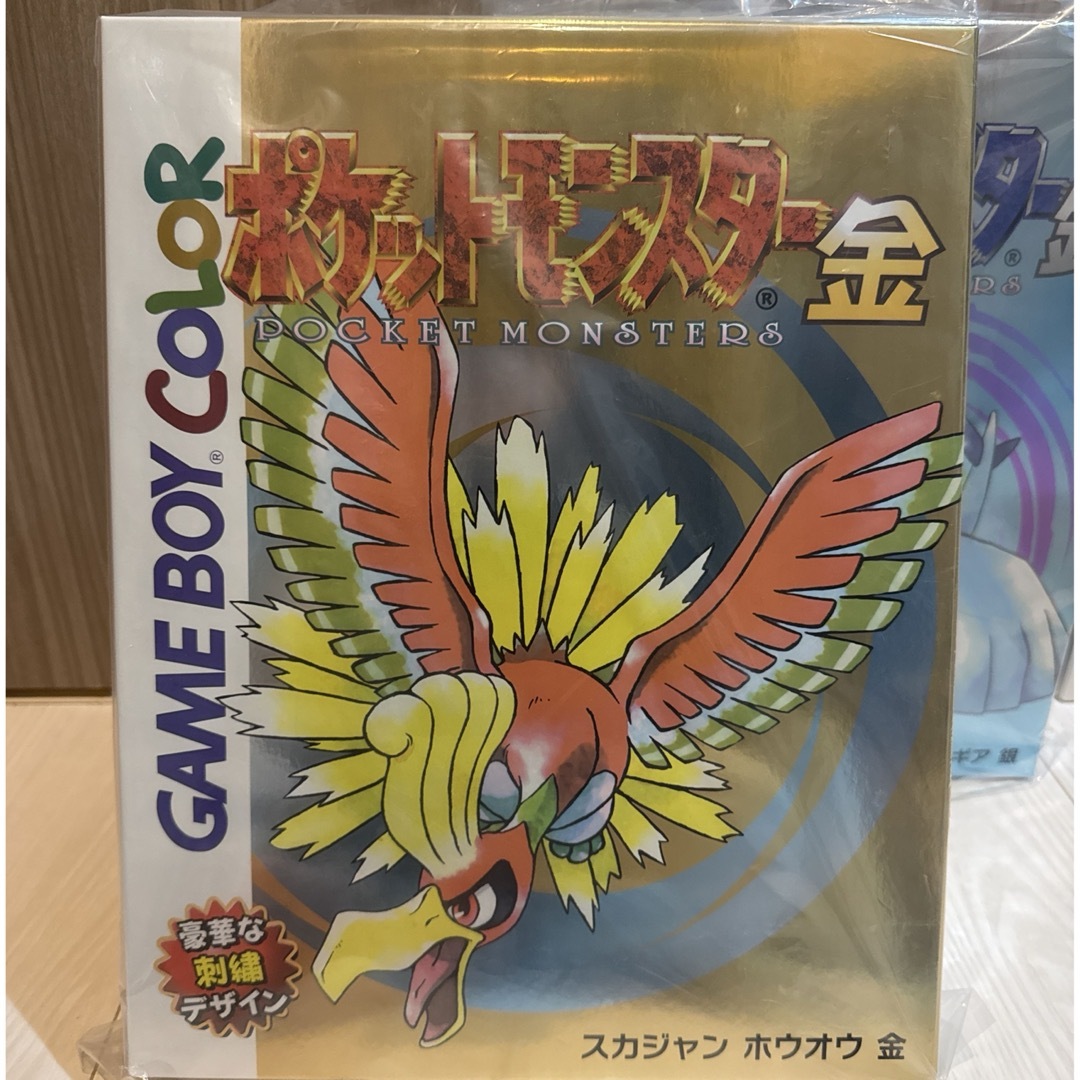 GAME BOY® COLOR
ポケットモンスター® 金
POCKET MONSTERS
豪華な
刺繍
デザイン
スカジャン ホウオウ 金
ター® 金
ERS
ギア 銀